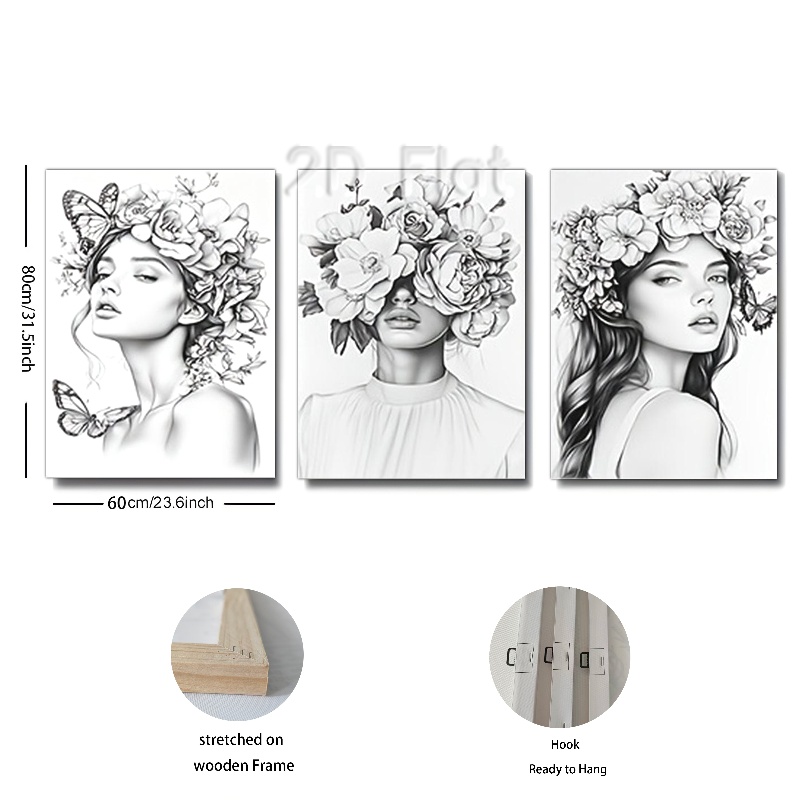 2D Flat
80cm/31.5inch
60cm/23.6inch
stretched on
wooden Frame
Hook
Ready to Hang